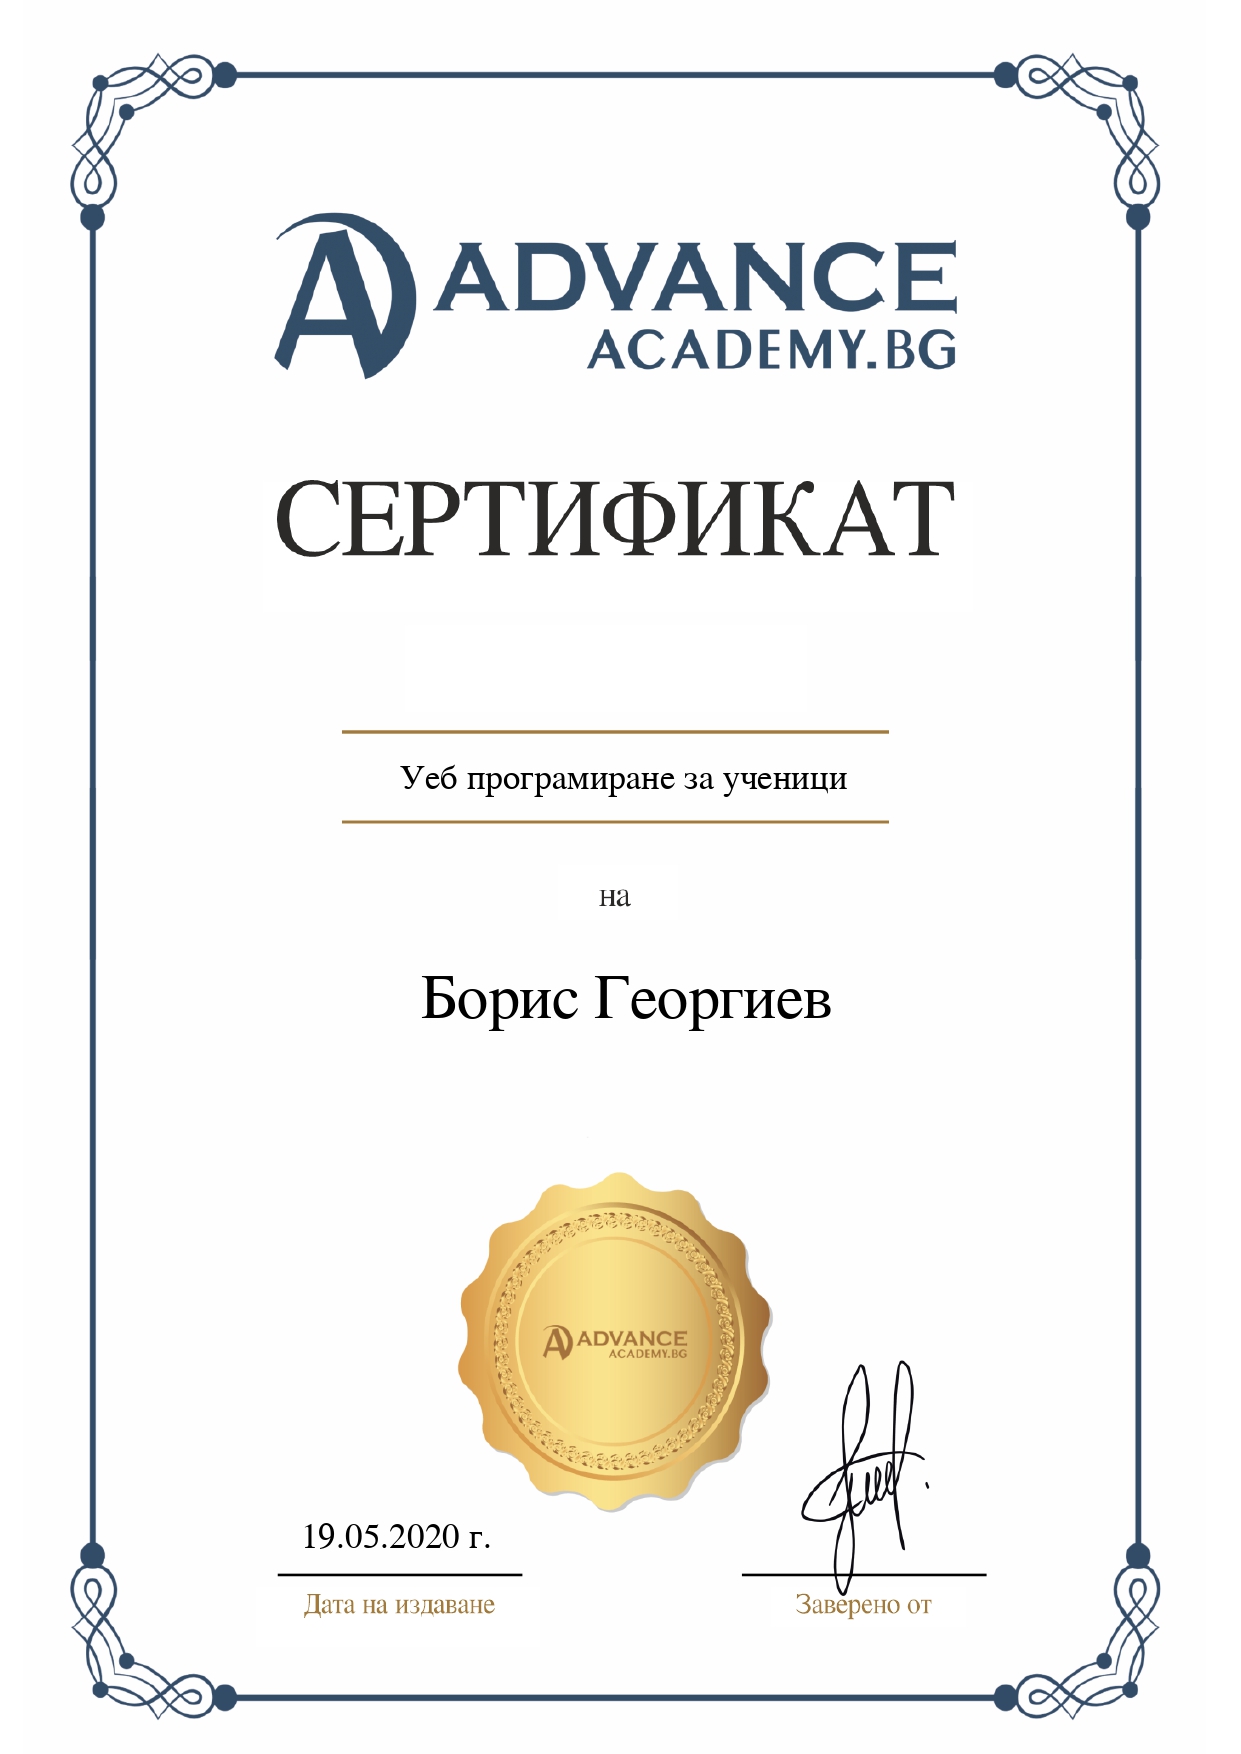 ADVANCE
ACADEMY.BG
СЕРТИФИКАТ
Уеб програмиране за ученици
на
Борис Георгиев
ADVANCE
ACADEMY.BG
19.05.2020 г.
Дата на издаване
Заверено от